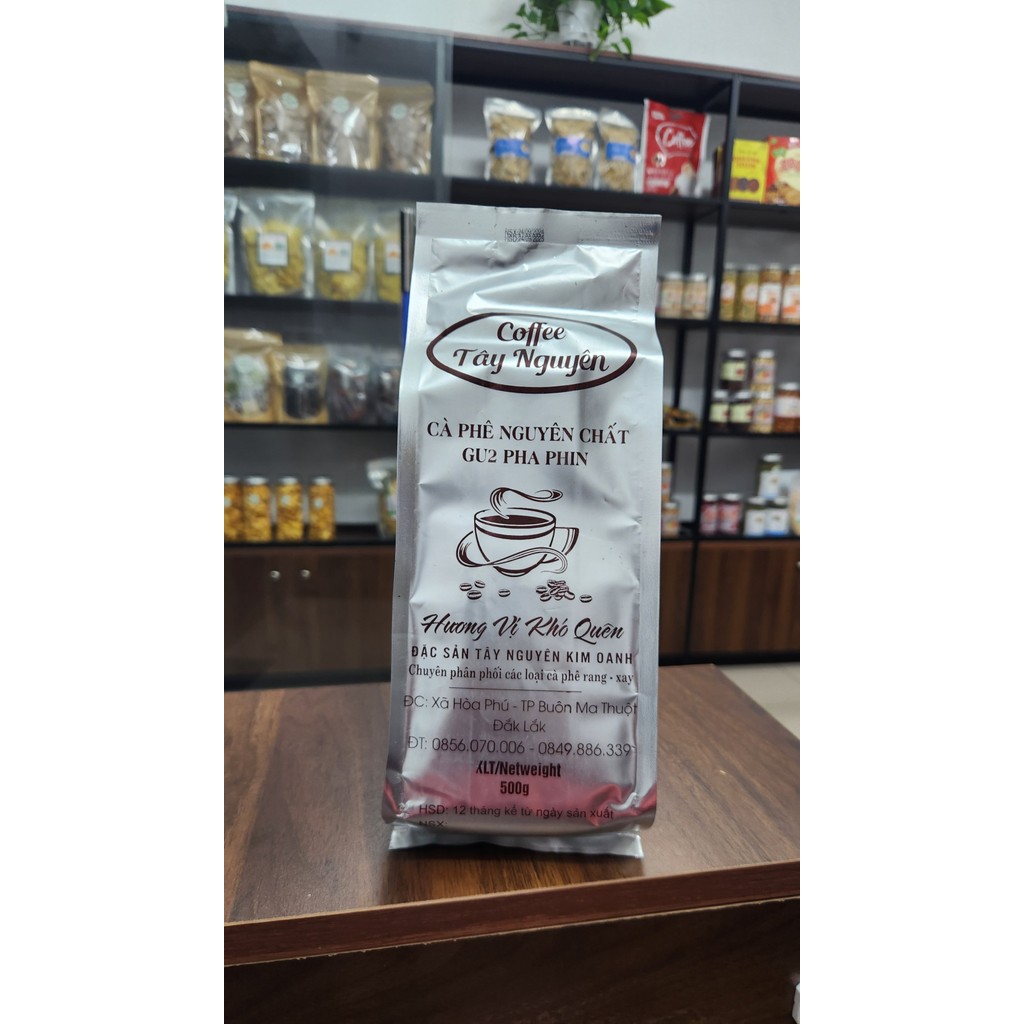 Coffee
Tây Nguyên
CÀ PHÊ NGUYÊN CHẤT
GU2 PHA PHIN
Hương Vị Khó Quên
ĐẶC SẢN TÂY NGUYÊN KIM OANH
Chuyên phân phối các loại cà phê rang - xay
ĐC: Xã Hòa Phú - TP Buôn Ma Thuột
Đắk Lắk
ĐT: 0856.070.006 - 0849.886.339
KLT/Netweight
500g
HSD: 12 tháng kể từ ngày sản xuất
NSX:
Coffee